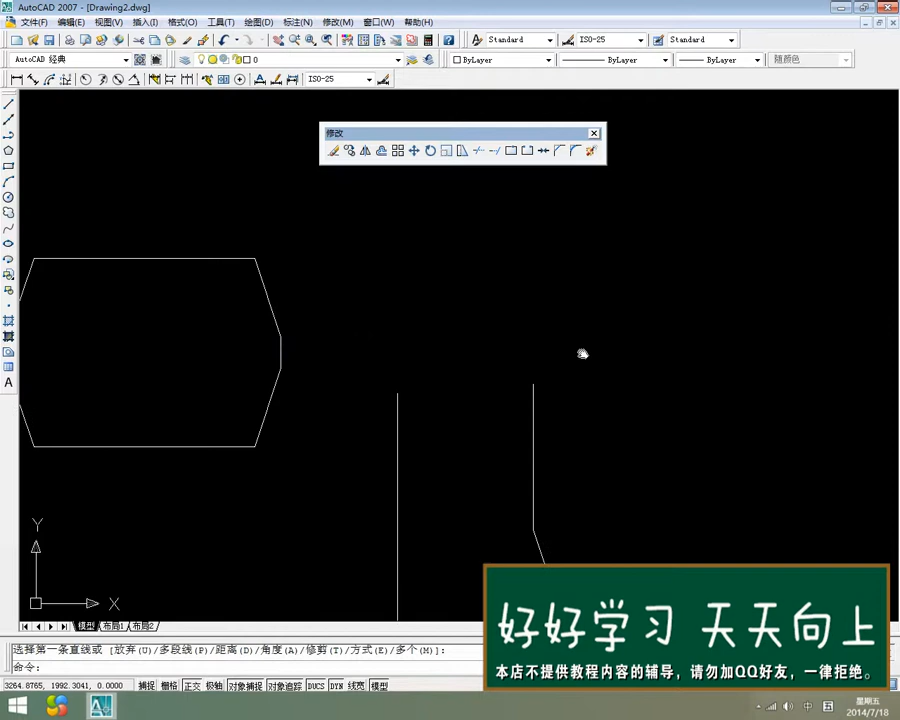 AutoCAD 2007 - [Drawing2.dwg]
文件(F) 编辑(E) 视图(V) 插入(I) 格式(O) 工具(T) 绘图(D) 标注(N) 修改(M) 窗口(W) 帮助(H)
Standard ISO-25 Standard
AutoCAD 经典 0 ByLayer ByLayer ByLayer 随颜色
ISO-25
修改
A
Y
X
模型 布局1 布局2
选择第一条直线或 [放弃(U)/多段线(P)/距离(D)/角度(A)/修剪(T)/方式(E)/多个(M)]:
命令:
3264.8765, 1992.3041, 0.0000 捕捉 栅格 正交 极轴 对象捕捉 对象追踪 DUCS DYN 线宽 模型
好好学习 天天向上
本店不提供教程内容的辅导，请勿加QQ好友，一律拒绝。
中 五 星期五
2014/7/18